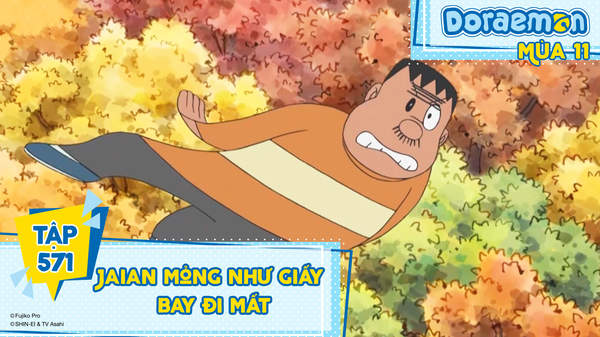 Doraemon
MÙA 11
TẬP
571
JAIAN MỎNG NHƯ GIẤY
BAY ĐI MẤT
©Fujiko Pro
©SHIN-EI & TV Asahi